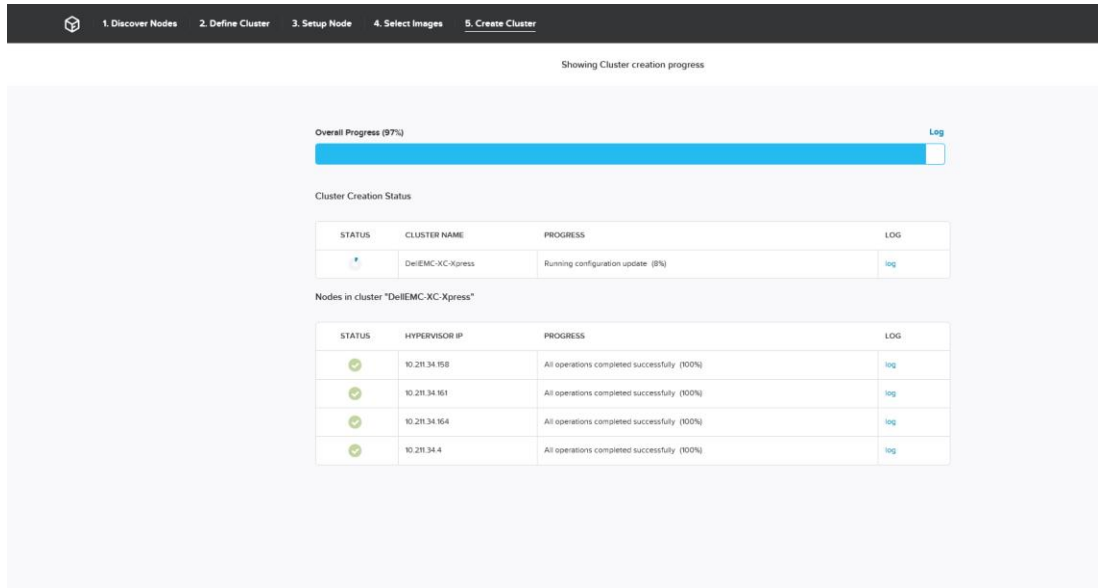 1. Discover Nodes 2. Define Cluster 3. Setup Node 4. Select Images 5. Create Cluster
Showing Cluster creation progress
Overall Progress (97%) Log
Cluster Creation Status
STATUS CLUSTER NAME PROGRESS LOG
DellEMC-XC-Xpress Running configuration update (8%) log
Nodes in cluster "DellEMC-XC-Xpress"
STATUS HYPERVISOR IP PROGRESS LOG
10.211.34.158 All operations completed successfully (100%) log
10.211.34.161 All operations completed successfully (100%) log
10.211.34.164 All operations completed successfully (100%) log
10.211.34.4 All operations completed successfully (100%) log